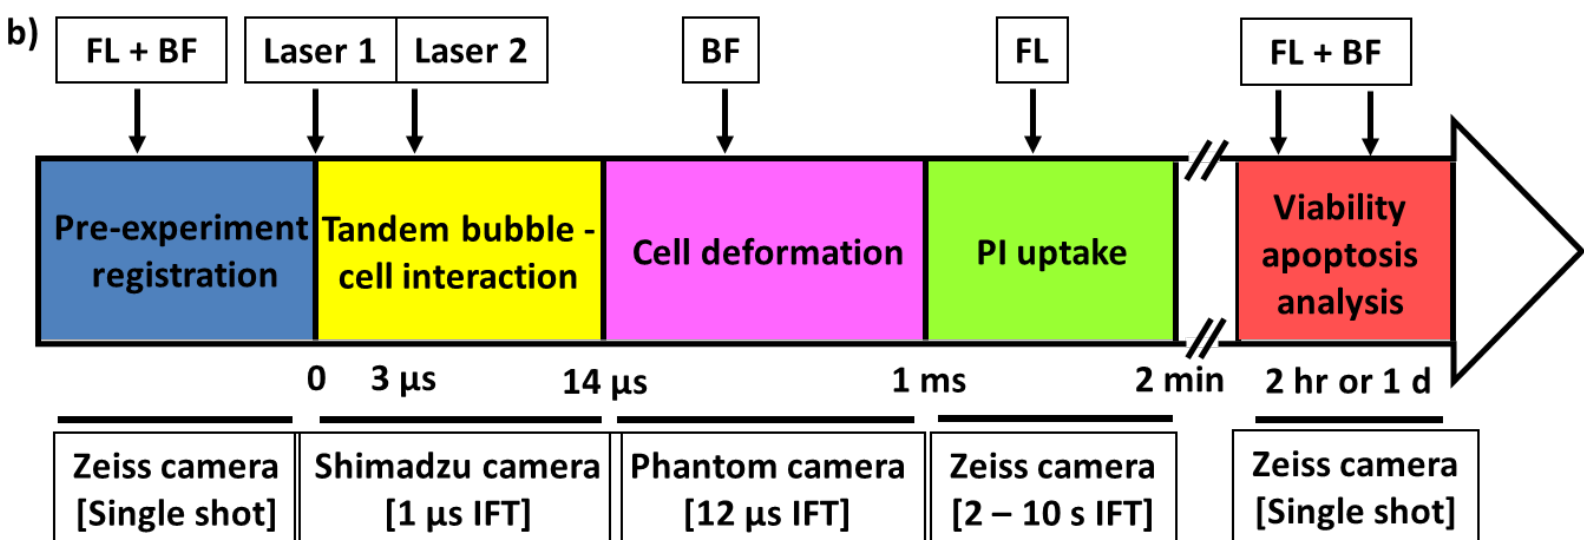 b)
FL + BF
Laser 1
Laser 2
BF
FL
FL + BF
Pre-experiment
registration
Tandem bubble -
cell interaction
Cell deformation
PI uptake
Viability
apoptosis
analysis
0
3 μs
14 μs
1 ms
2 min
2 hr or 1 d
Zeiss camera
[Single shot]
Shimadzu camera
[1 μs IFT]
Phantom camera
[12 μs IFT]
Zeiss camera
[2 – 10 s IFT]
Zeiss camera
[Single shot]